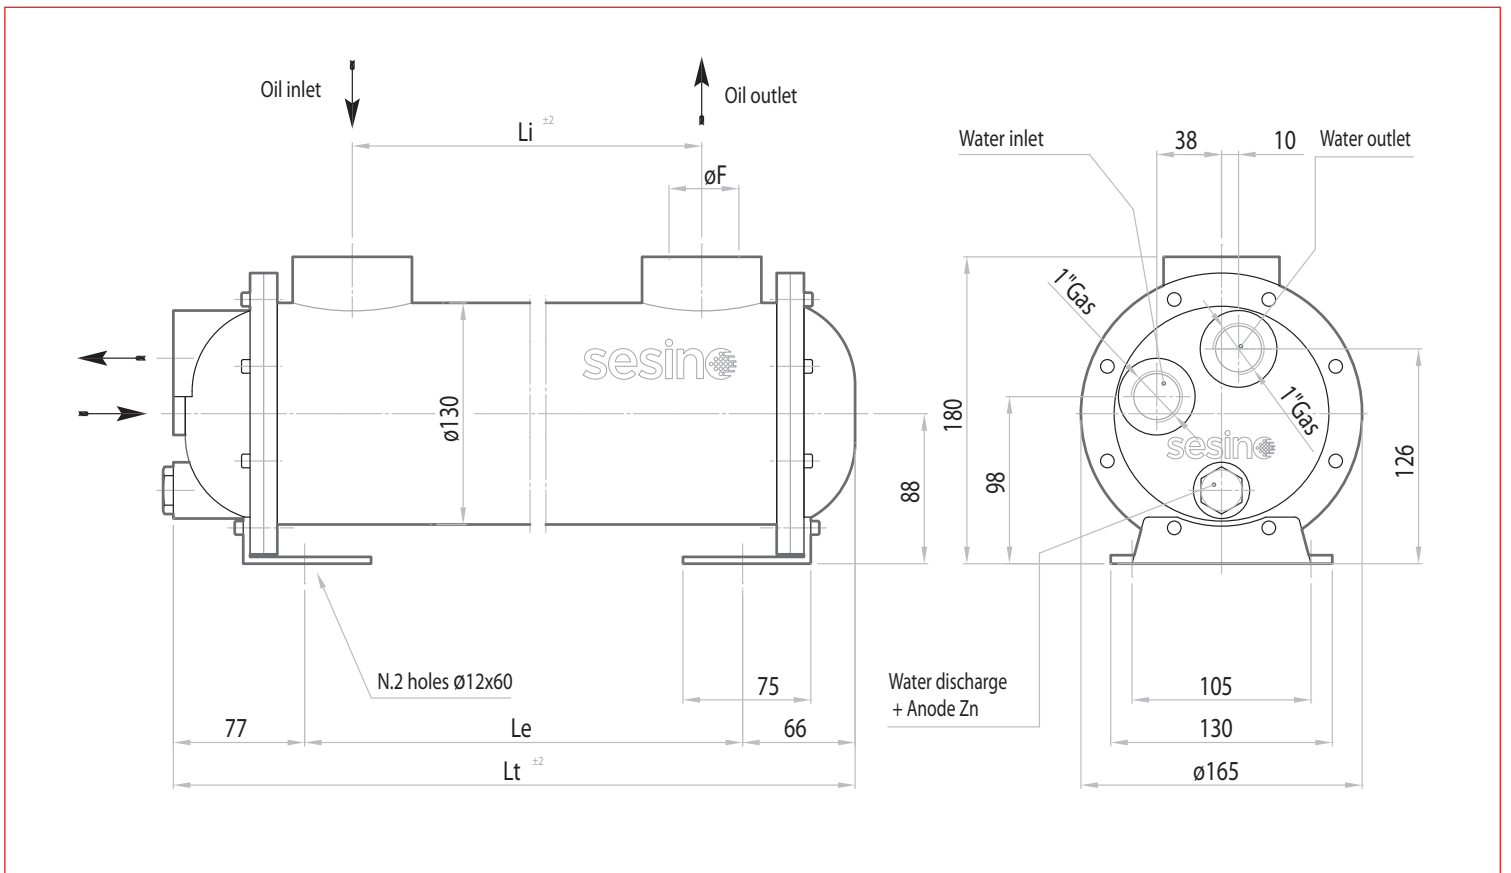 Oil inlet
Oil outlet
Li ±2
øF
Water inlet
38
10
Water outlet
1"Gas
1"Gas
sesino
ø130
88
180
98
126
sesino
N.2 holes Ø12x60
75
Water discharge
+ Anode Zn
105
77
Le
66
130
Lt ±2
ø165